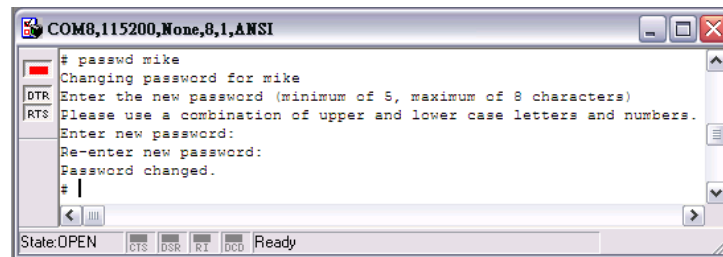 COM8,115200,None,8,1,ANSI
# passwd mike
Changing password for mike
Enter the new password (minimum of 5, maximum of 8 characters)
Please use a combination of upper and lower case letters and numbers.
Enter new password:
Re-enter new password:
Password changed.
#
DTR
RTS
State:OPEN CTS DSR RI DCD Ready